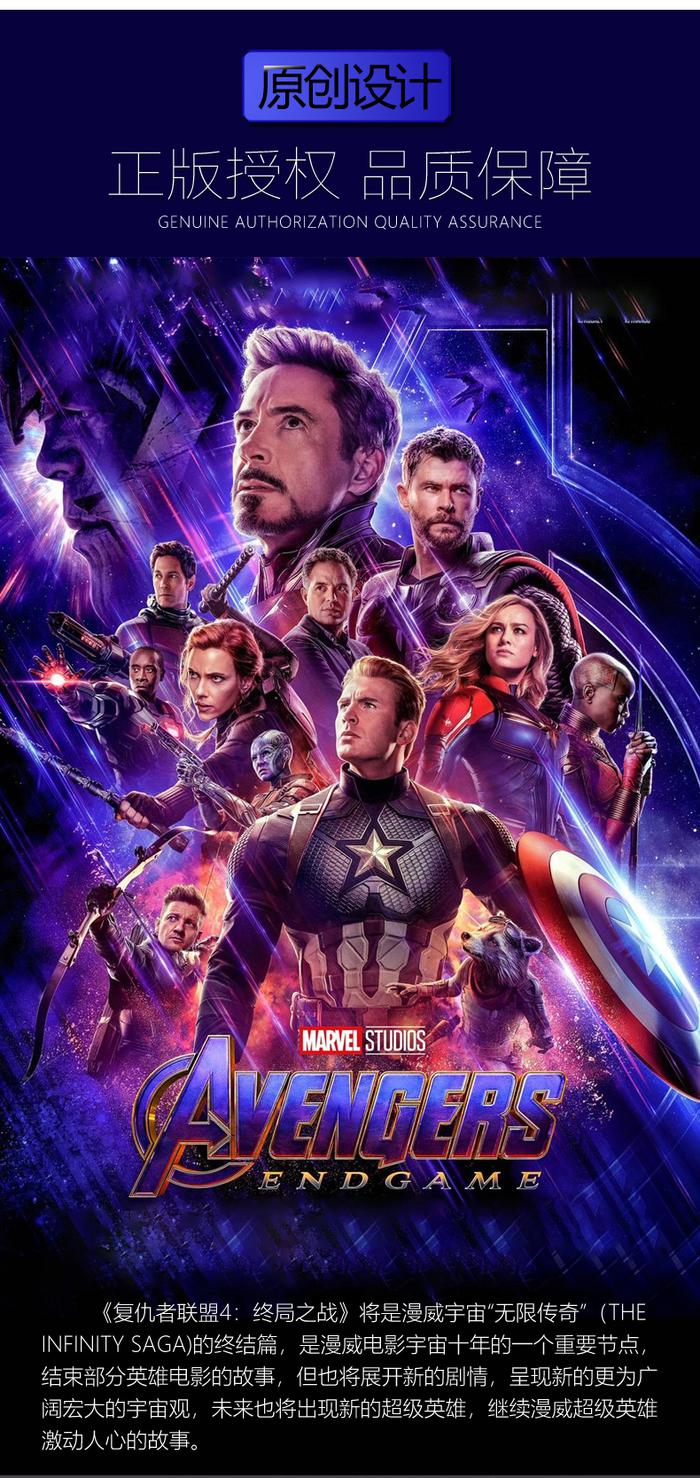 原创设计
正版授权 品质保障
GENUINE AUTHORIZATION QUALITY ASSURANCE
MARVEL STUDIOS
AVENGERS
ENDGAME
《复仇者联盟4：终局之战》将是漫威宇宙“无限传奇”（THE
INFINITY SAGA)的终结篇，是漫威电影宇宙十年的一个重要节点，
结束部分英雄电影的故事，但也将展开新的剧情，呈现新的更为广
阔宏大的宇宙观，未来也将出现新的超级英雄，继续漫威超级英雄
激动人心的故事。